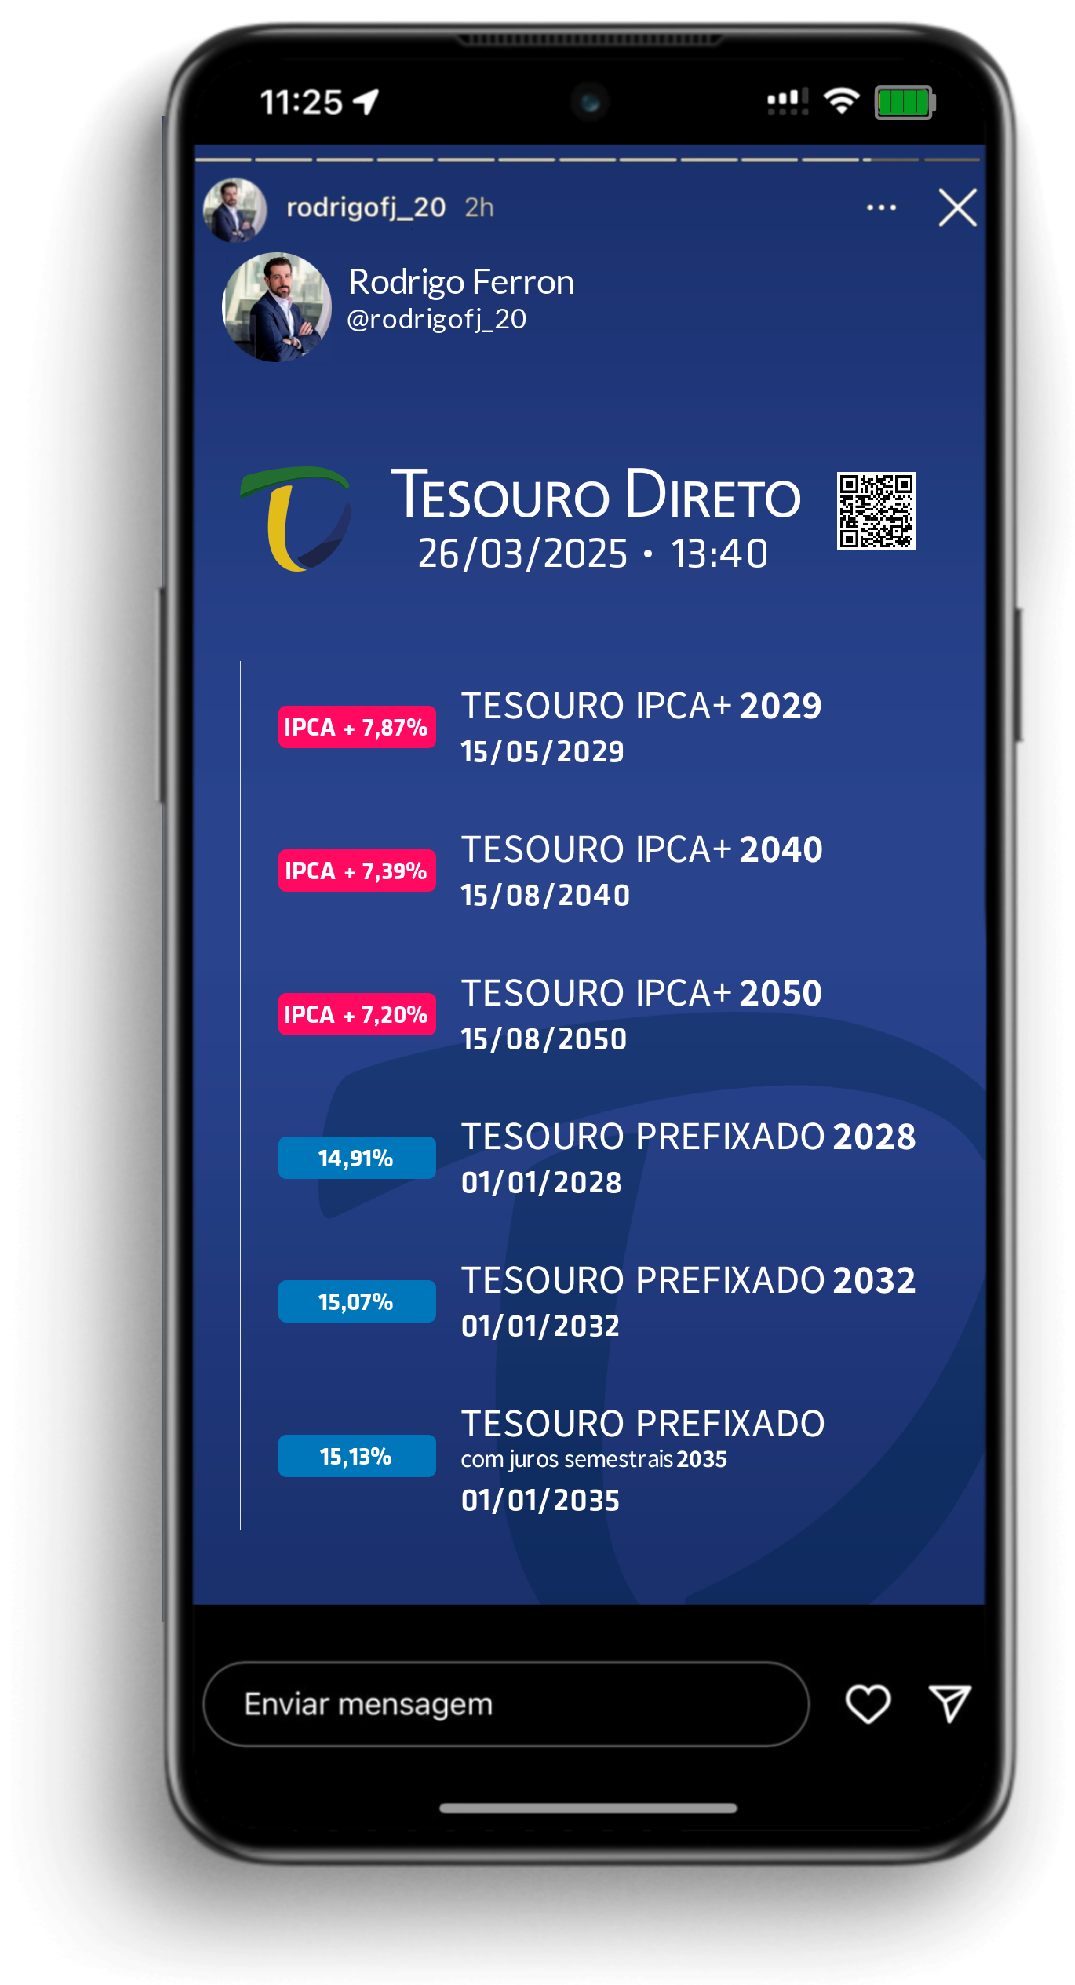 11:25
rodrigofj_20 2h
Rodrigo Ferron
@rodrigofj_20
TESOURO DIRETO
26/03/2025 • 13:40
IPCA + 7,87%
TESOURO IPCA+ 2029
15/05/2029
IPCA + 7,39%
TESOURO IPCA+ 2040
15/08/2040
IPCA + 7,20%
TESOURO IPCA+ 2050
15/08/2050
14,91%
TESOURO PREFIXADO 2028
01/01/2028
15,07%
TESOURO PREFIXADO 2032
01/01/2032
15,13%
TESOURO PREFIXADO
com juros semestrais 2035
01/01/2035
Enviar mensagem